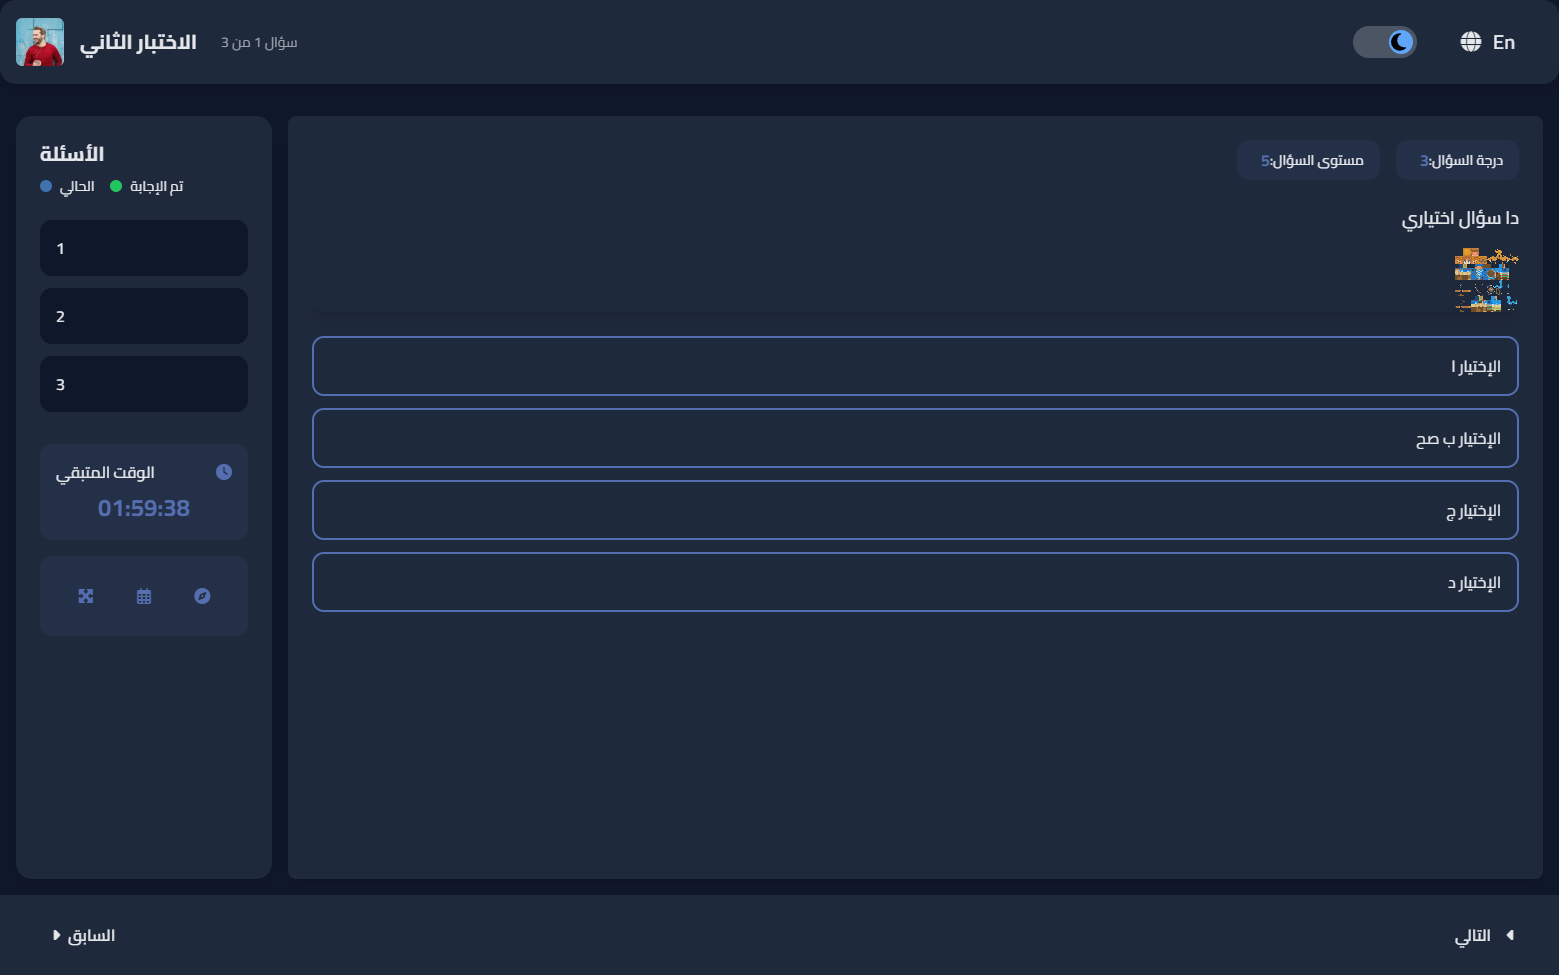 الاختبار الثاني
سؤال 1 من 3
En
الأسئلة
الحالي
تم الإجابة
1
2
3
الوقت المتبقي
01:59:38
درجة السؤال:3
مستوى السؤال:5
دا سؤال اختياري
الإختيار ا
الإختيار ب صح
الإختيار ج
الإختيار د
السابق
التالي